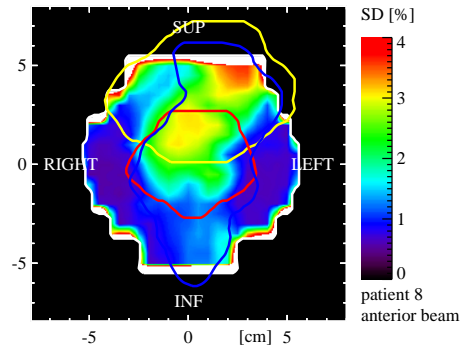 SD [%]
SUP
5
4
3
RIGHT
LEFT
0
2
1
-5
0
INF
patient 8
anterior beam
-5
0
[cm]
5